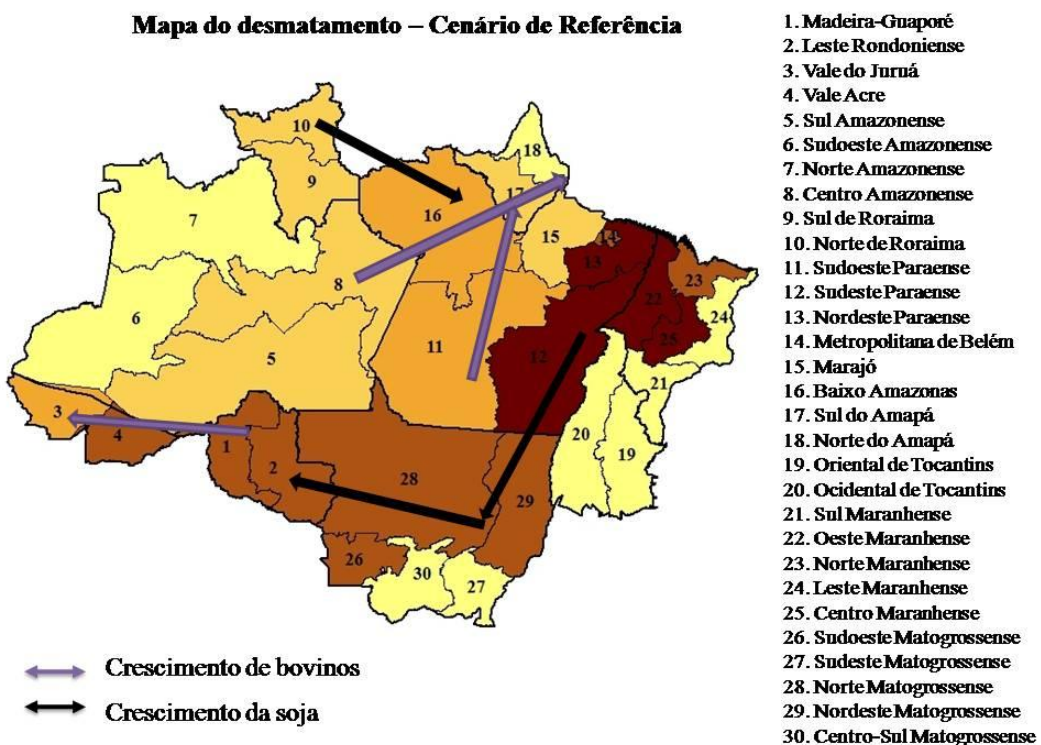 Mapa do desmatamento – Cenário de Referência
10
18
9
17
7
16
15
14
8
13
23
22
24
6
25
11
12
5
21
3
20
4
19
1
2
28
29
26
30
27
Crescimento de bovinos
Crescimento da soja
1. Madeira-Guaporé
2. Leste Rondoniense
3. Vale do Juruá
4. Vale Acre
5. Sul Amazonense
6. Sudoeste Amazonense
7. Norte Amazonense
8. Centro Amazonense
9. Sul de Roraima
10. Norte de Roraima
11. Sudoeste Paraense
12. Sudeste Paraense
13. Nordeste Paraense
14. Metropolitana de Belém
15. Marajó
16. Baixo Amazonas
17. Sul do Amapá
18. Norte do Amapá
19. Oriental de Tocantins
20. Ocidental de Tocantins
21. Sul Maranhense
22. Oeste Maranhense
23. Norte Maranhense
24. Leste Maranhense
25. Centro Maranhense
26. Sudoeste Matogrossense
27. Sudeste Matogrossense
28. Norte Matogrossense
29. Nordeste Matogrossense
30. Centro-Sul Matogrossense